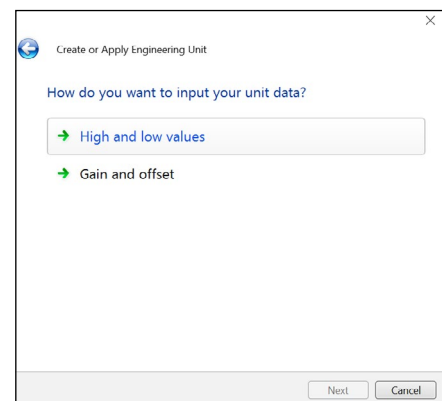 Create or Apply Engineering Unit
How do you want to input your unit data?
High and low values
Gain and offset
Next Cancel